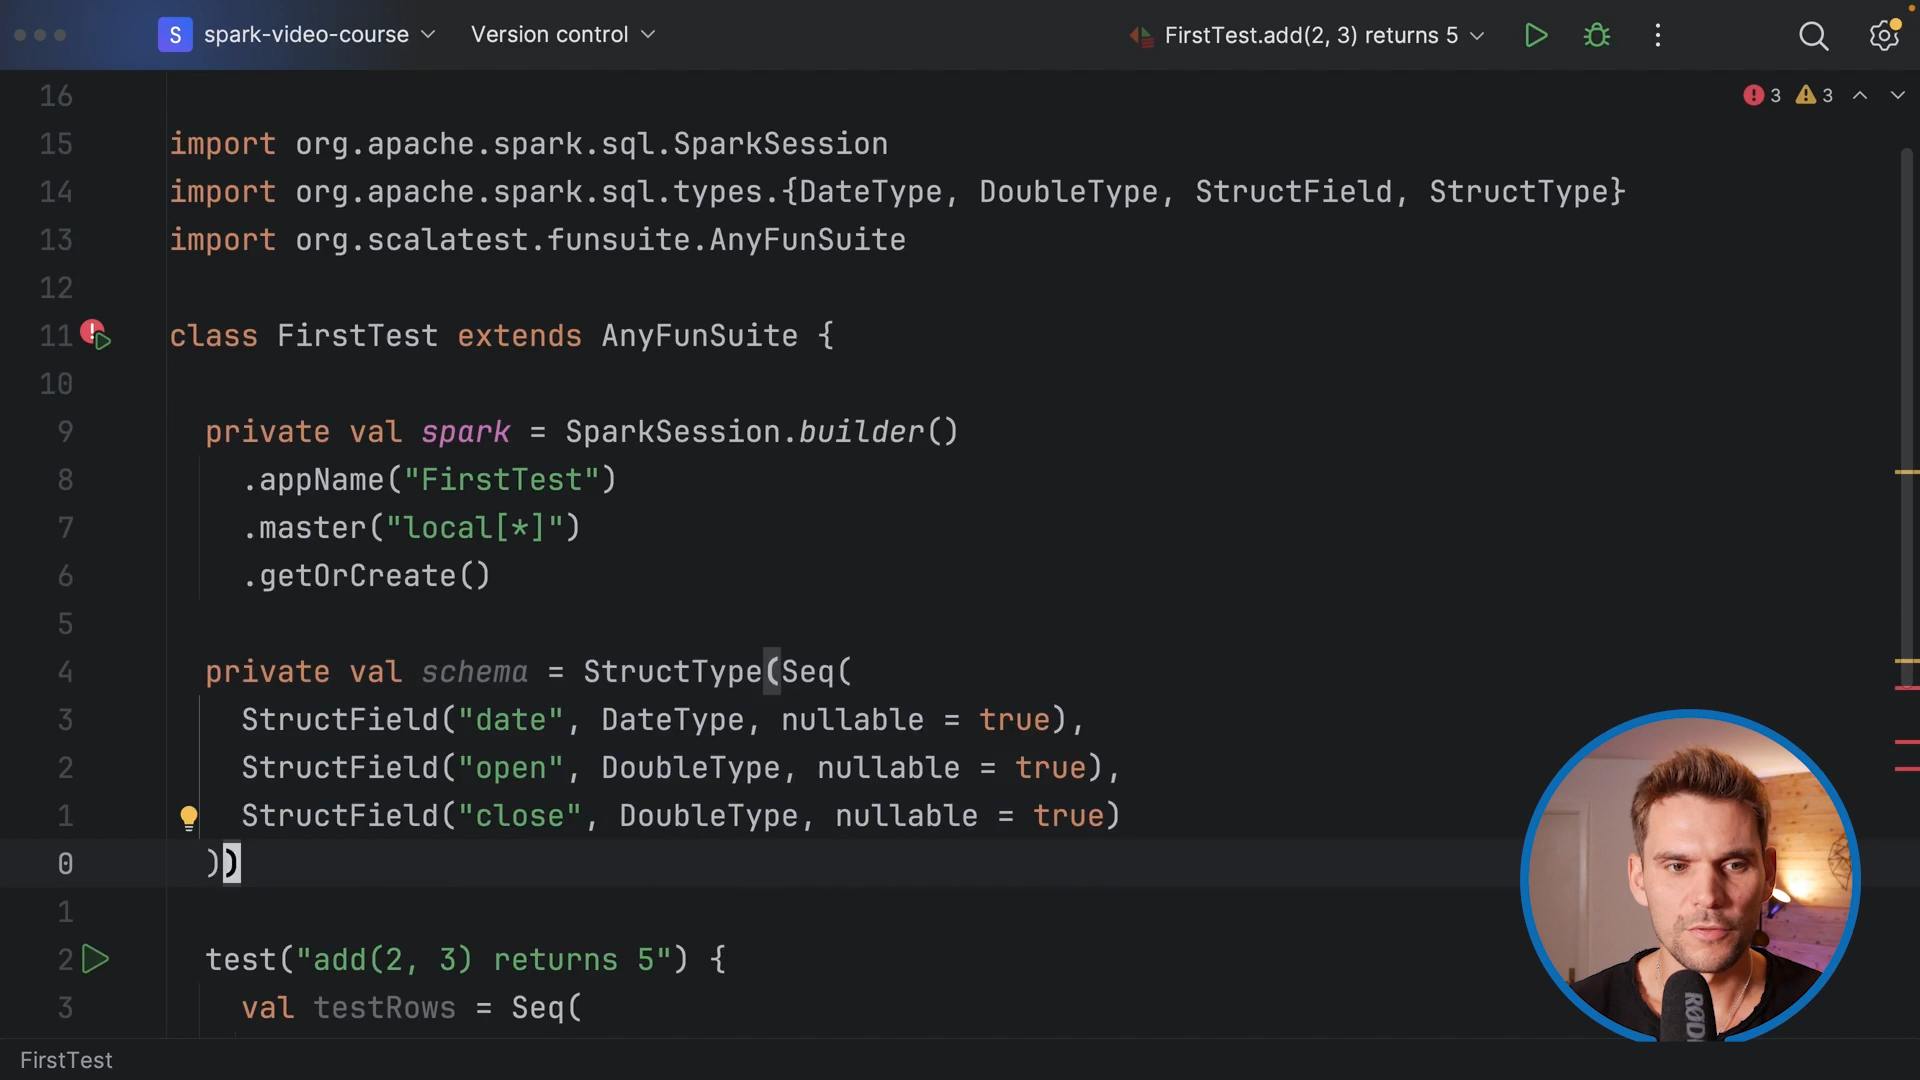 S spark-video-course Version control FirstTest.add(2, 3) returns 5
3 3
16
15 import org.apache.spark.sql.SparkSession
14 import org.apache.spark.sql.types.{DateType, DoubleType, StructField, StructType}
13 import org.scalatest.funsuite.AnyFunSuite
12
11 class FirstTest extends AnyFunSuite {
10
9 private val spark = SparkSession.builder()
8 .appName("FirstTest")
7 .master("local[*]")
6 .getOrCreate()
5
4 private val schema = StructType(Seq(
3 StructField("date", DateType, nullable = true),
2 StructField("open", DoubleType, nullable = true),
1 StructField("close", DoubleType, nullable = true)
0 ))
1
2 test("add(2, 3) returns 5") {
3 val testRows = Seq(
FirstTest
RØDE